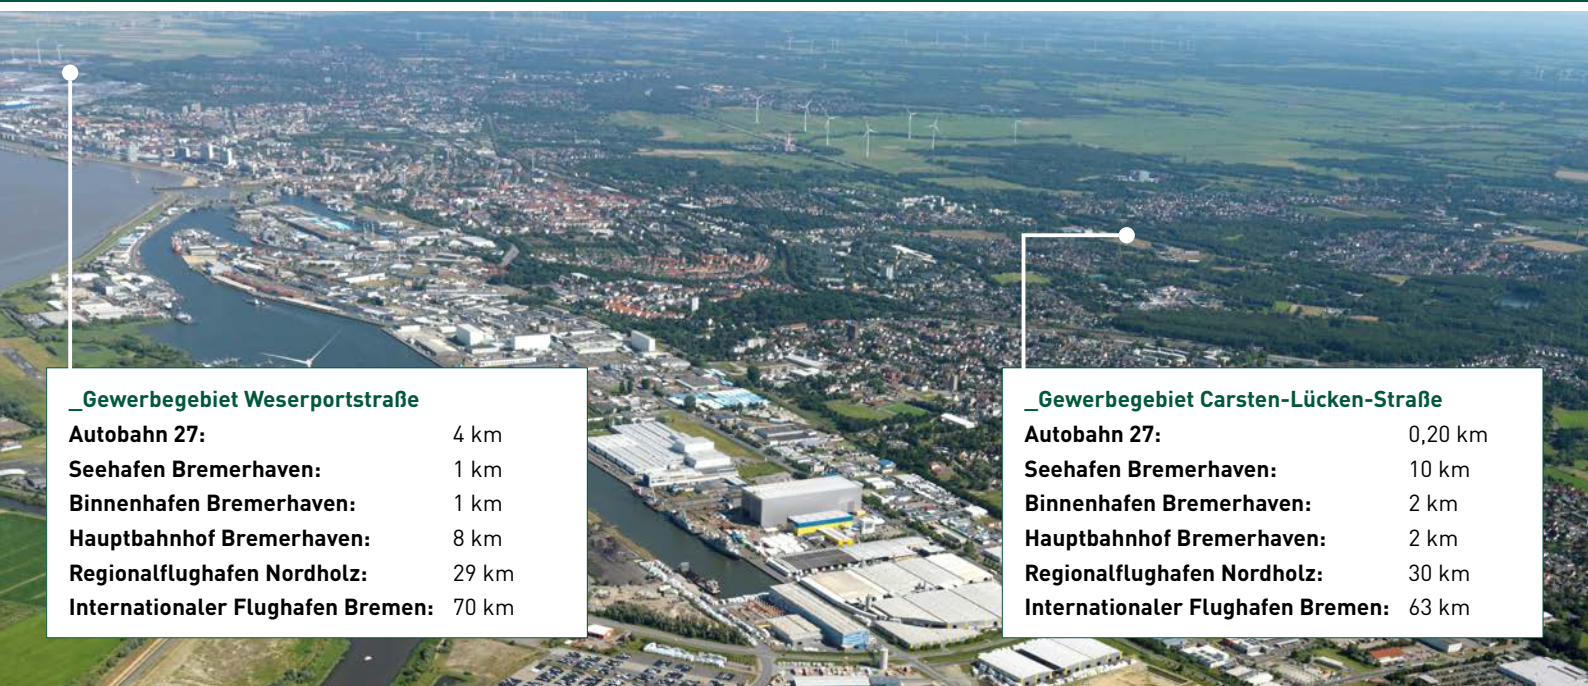 _Gewerbegebiet Weserportstraße
Autobahn 27: 4 km
Seehafen Bremerhaven: 1 km
Binnenhafen Bremerhaven: 1 km
Hauptbahnhof Bremerhaven: 8 km
Regionalflughafen Nordholz: 29 km
Internationaler Flughafen Bremen: 70 km
_Gewerbegebiet Carsten-Lücken-Straße
Autobahn 27: 0,20 km
Seehafen Bremerhaven: 10 km
Binnenhafen Bremerhaven: 2 km
Hauptbahnhof Bremerhaven: 2 km
Regionalflughafen Nordholz: 30 km
Internationaler Flughafen Bremen: 63 km